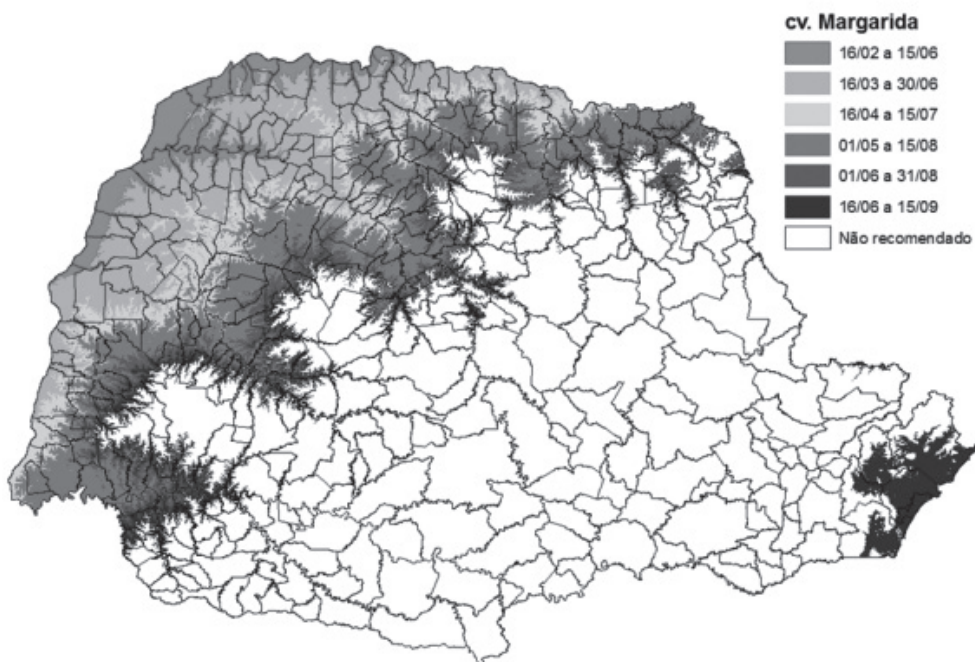 cv. Margarida
16/02 a 15/06
16/03 a 30/06
16/04 a 15/07
01/05 a 15/08
01/06 a 31/08
16/06 a 15/09
Não recomendado